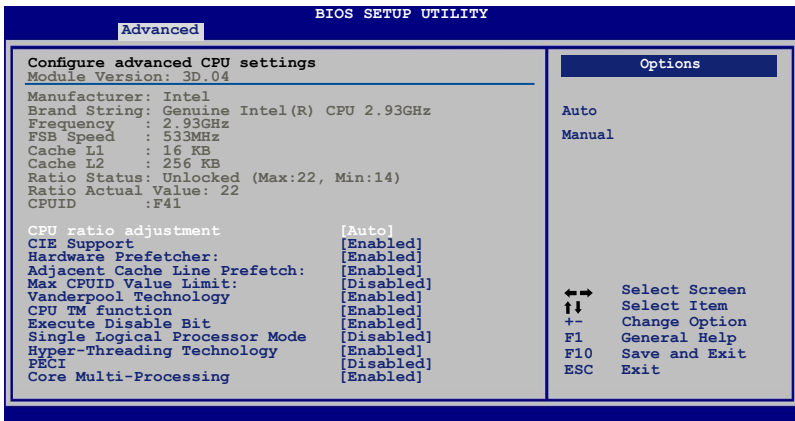 BIOS SETUP UTILITY
Advanced
Configure advanced CPU settings
Module Version: 3D.04
Manufacturer: Intel
Brand String: Genuine Intel(R) CPU 2.93GHz
Frequency : 2.93GHz
FSB Speed : 533MHz
Cache L1 : 16 KB
Cache L2 : 256 KB
Ratio Status: Unlocked (Max:22, Min:14)
Ratio Actual Value: 22
CPUID :F41
CPU ratio adjustment [Auto]
CIE Support [Enabled]
Hardware Prefetcher: [Enabled]
Adjacent Cache Line Prefetch: [Enabled]
Max CPUID Value Limit: [Disabled]
Vanderpool Technology [Enabled]
CPU TM function [Enabled]
Execute Disable Bit [Enabled]
Single Logical Processor Mode [Disabled]
Hyper-Threading Technology [Enabled]
PECI [Disabled]
Core Multi-Processing [Enabled]
Options
Auto
Manual
←→ Select Screen
↑↓ Select Item
+- Change Option
F1 General Help
F10 Save and Exit
ESC Exit